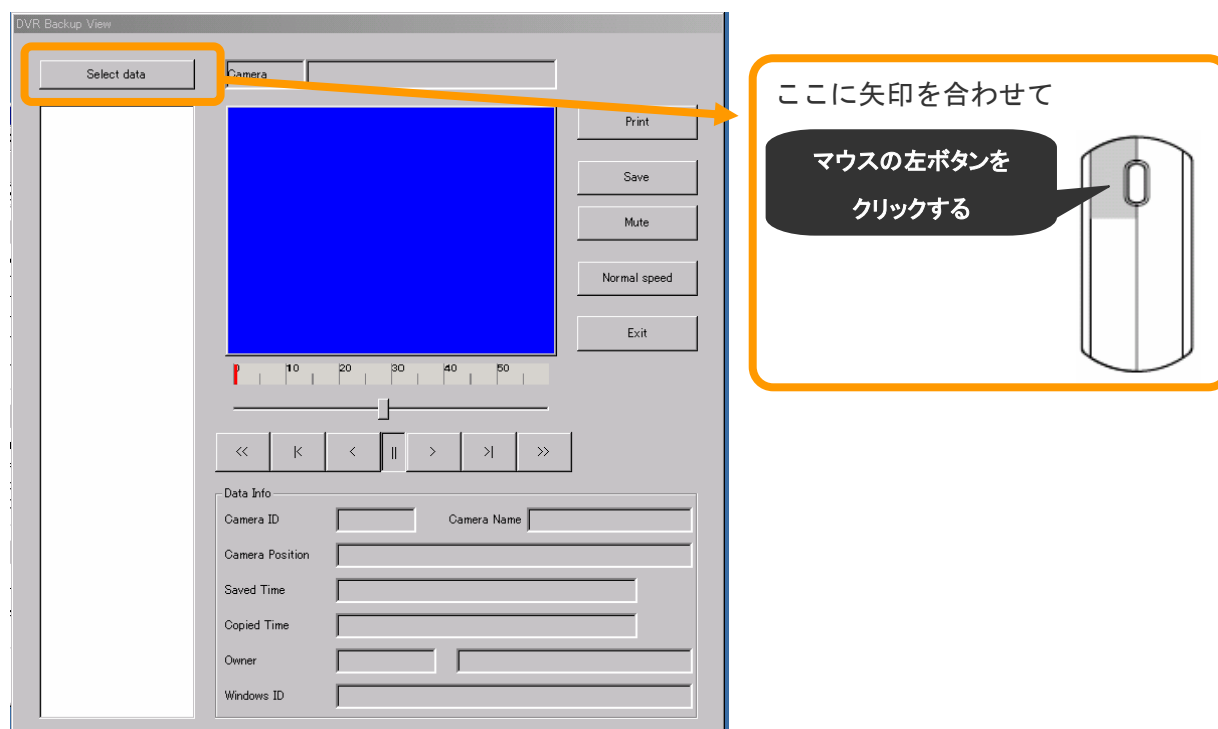 DVR Backup View
Select data
Camera
Print
Save
Mute
Normal speed
Exit
0 10 20 30 40 50
<< |< < || > >| >>
Data Info
Camera ID
Camera Name
Camera Position
Saved Time
Copied Time
Owner
Windows ID
ここに矢印を合わせて
マウスの左ボタンを
クリックする